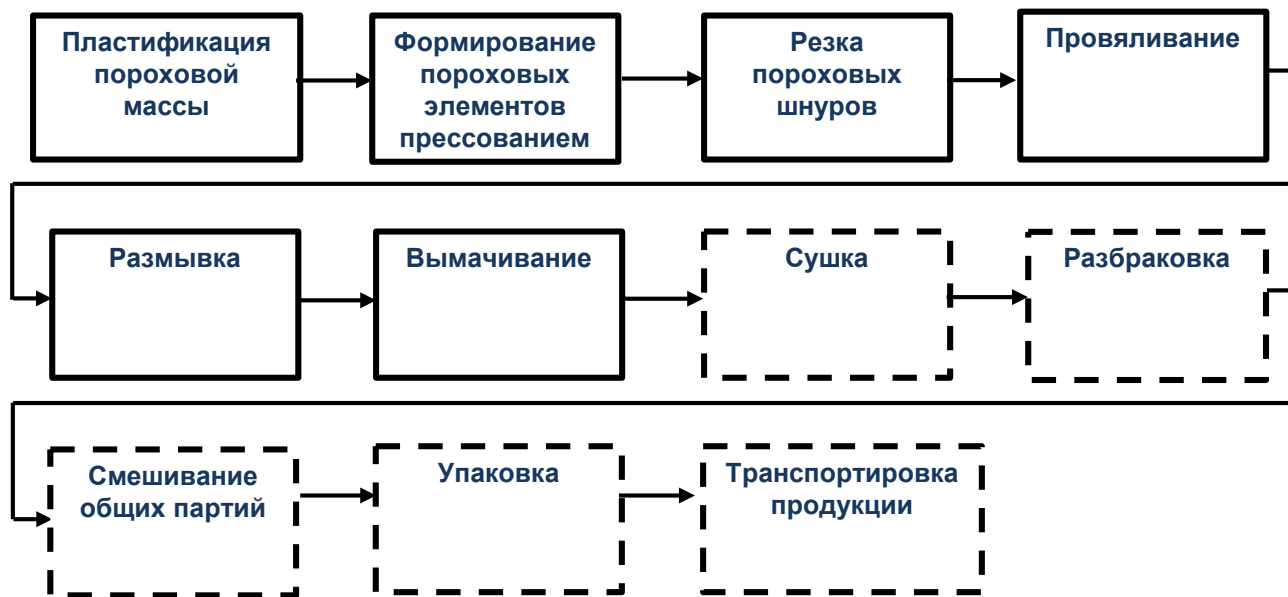 Пластификация
пороховой
массы
Формирование
пороховых
элементов
прессованием
Резка
пороховых
шнуров
Провяливание
Размывка
Вымачивание
Сушка
Разбраковка
Смешивание
общих партий
Упаковка
Транспортировка
продукции